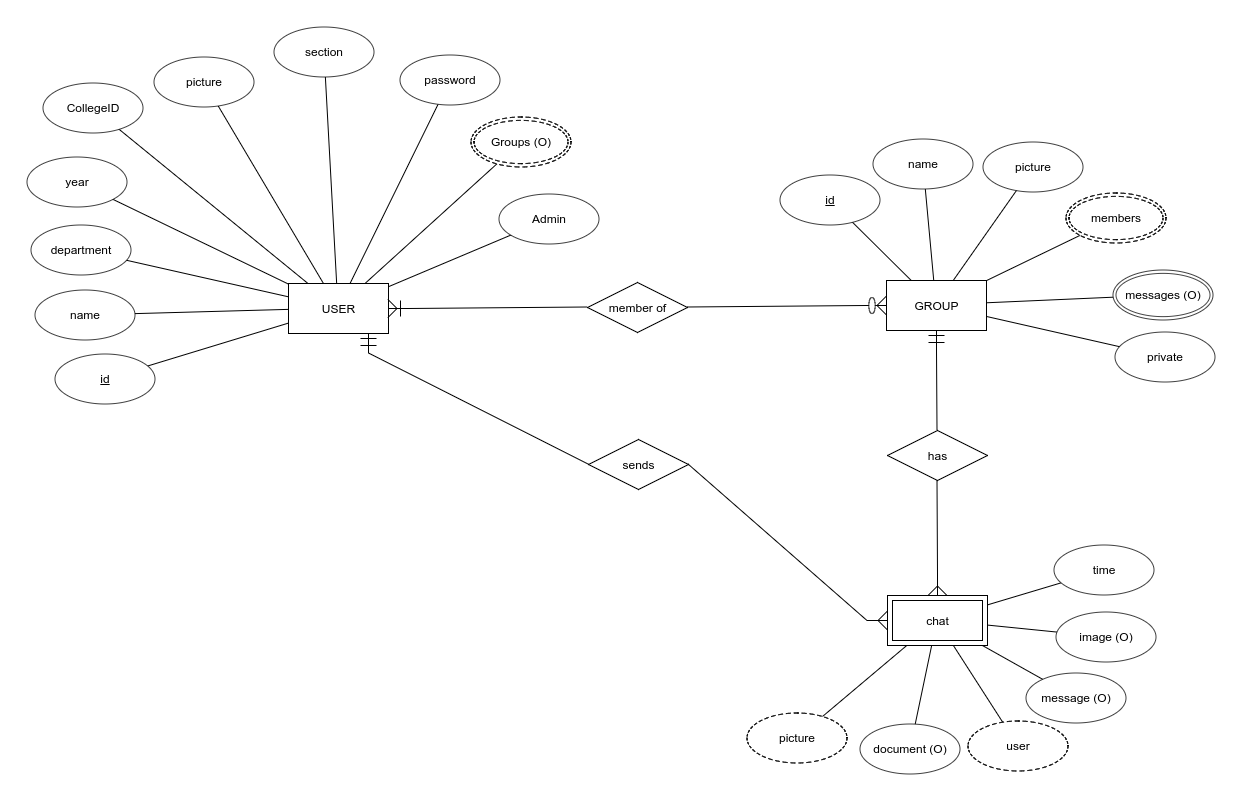 section
password
picture
CollegeID
Groups (O)
name
picture
year
id
members
Admin
department
messages (O)
USER
member of
GROUP
name
private
id
has
sends
time
chat
image (O)
message (O)
picture
document (O)
user